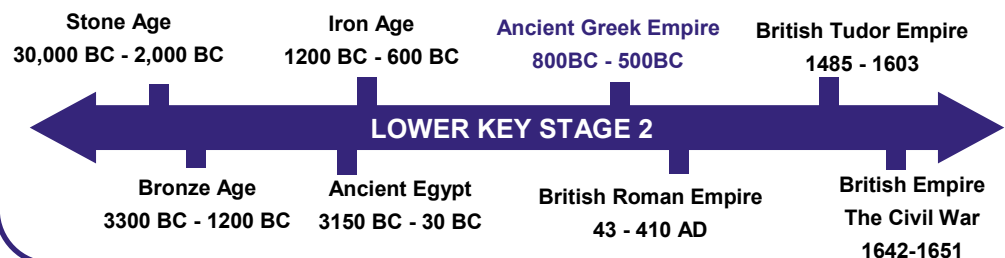 Stone Age
30,000 BC - 2,000 BC
Iron Age
1200 BC - 600 BC
Ancient Greek Empire
800BC - 500BC
British Tudor Empire
1485 - 1603
LOWER KEY STAGE 2
Bronze Age
3300 BC - 1200 BC
Ancient Egypt
3150 BC - 30 BC
British Roman Empire
43 - 410 AD
British Empire
The Civil War
1642-1651